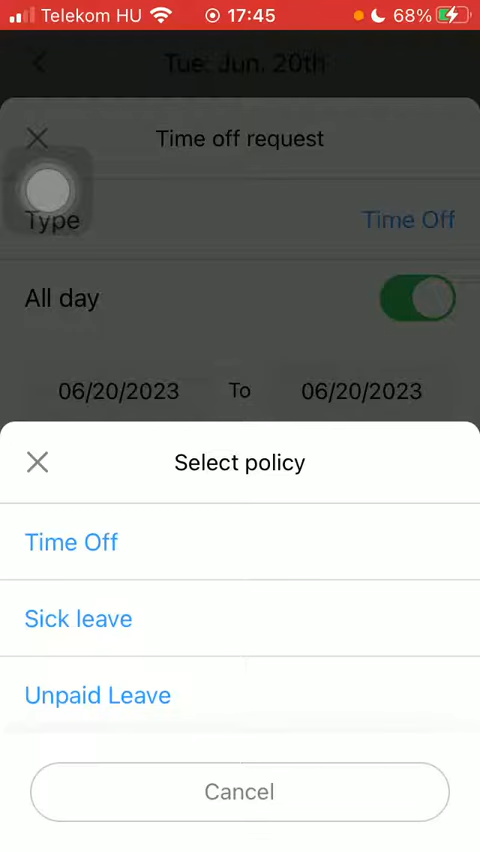 Telekom HU 17:45 68%
Tue. Jun. 20th
Time off request
Type Time Off
All day
06/20/2023 To 06/20/2023
Select policy
Time Off
Sick leave
Unpaid Leave
Cancel